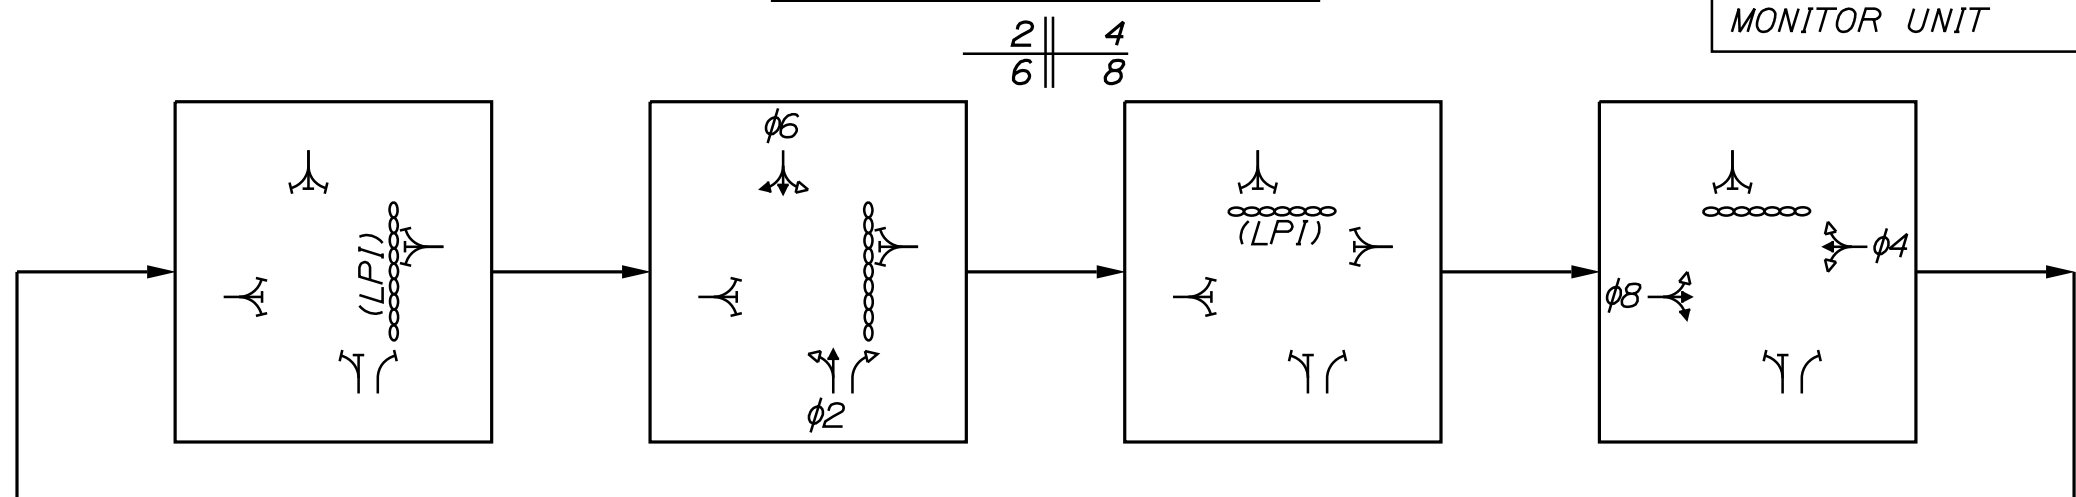 MONITOR UNIT
2 4
6 8
(LPI)
ϕ6
ϕ2
(LPI)
ϕ4
ϕ8